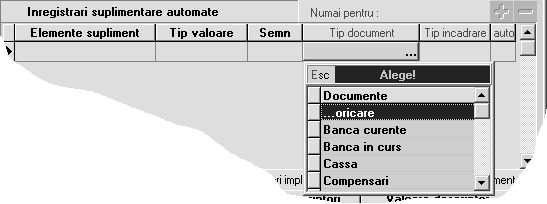 Inregistrari suplimentare automate Numai pentru :
Elemente supliment Tip valoare Semn Tip document Tip incadrare auto
...
Esc Alege!
Documente
...oricare
Banca curente
Banca in curs
Cassa
Compensari